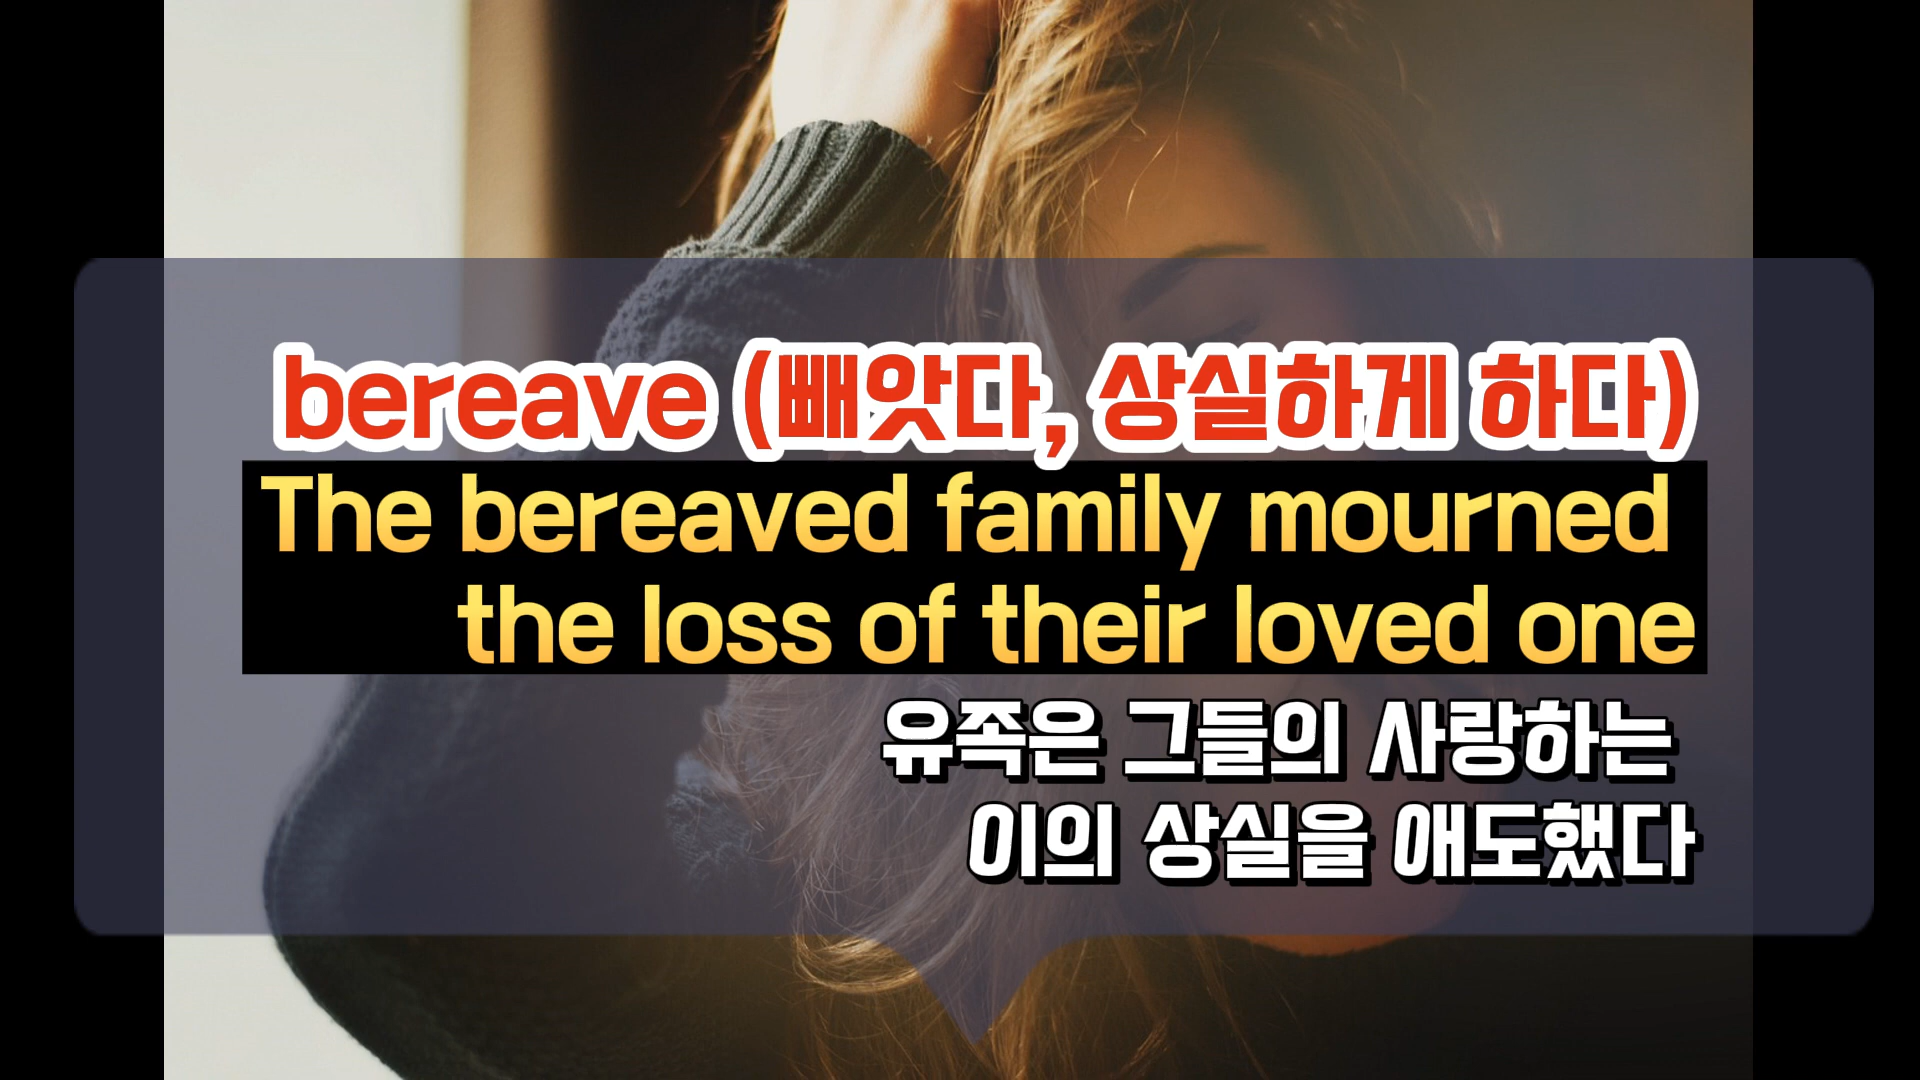 bereave (빼앗다, 상실하게 하다)
The bereaved family mourned
the loss of their loved one
유족은 그들의 사랑하는
이의 상실을 애도했다